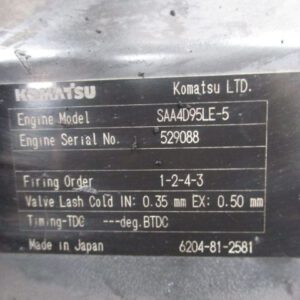 KOMATSU Komatsu LTD.
Engine Model SAA4D95LE-5
Engine Serial No. 529088
Firing Order 1-2-4-3
Valve Lash Cold IN: 0.35 mm EX: 0.50 mm
Timing-TDC ---deg.BTDC
Made in Japan 6204-81-2581